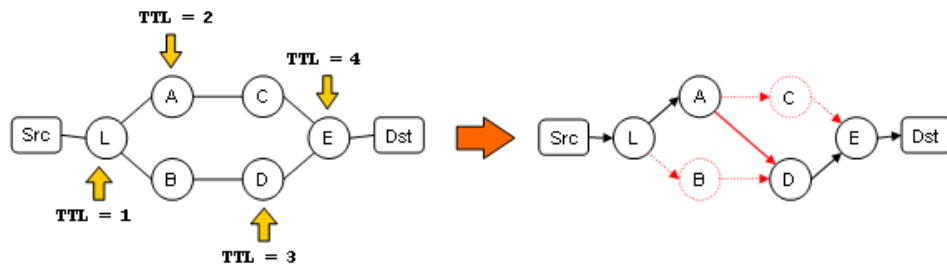 TTL = 2
TTL = 4
A
C
Src
L
E
Dst
B
D
TTL = 1
TTL = 3
A
C
Src
L
E
Dst
B
D